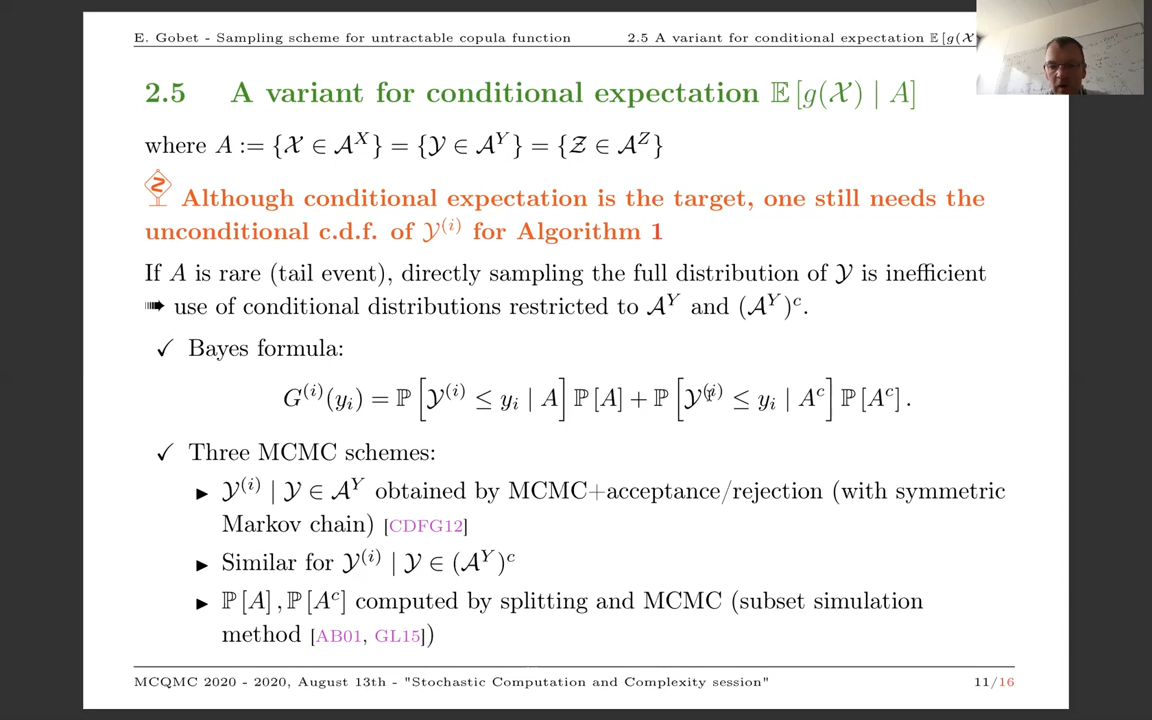 E. Gobet - Sampling scheme for untractable copula function 2.5 A variant for conditional expectation 𝔼[g(𝒳
2.5 A variant for conditional expectation 𝔼[g(𝒳) | A]
where A := {𝒳 ∈ 𝒜^X} = {𝒴 ∈ 𝒜^Y} = {𝒵 ∈ 𝒜^Z}
Although conditional expectation is the target, one still needs the
unconditional c.d.f. of 𝒴^(i) for Algorithm 1
If A is rare (tail event), directly sampling the full distribution of 𝒴 is inefficient
➠ use of conditional distributions restricted to 𝒜^Y and (𝒜^Y)^c.
✓ Bayes formula:
G^(i)(y_i) = ℙ[𝒴^(i) ≤ y_i | A] ℙ[A] + ℙ[𝒴^(i) ≤ y_i | A^c] ℙ[A^c].
✓ Three MCMC schemes:
▶ 𝒴^(i) | 𝒴 ∈ 𝒜^Y obtained by MCMC+acceptance/rejection (with symmetric
Markov chain) [CDFG12]
▶ Similar for 𝒴^(i) | 𝒴 ∈ (𝒜^Y)^c
▶ ℙ[A], ℙ[A^c] computed by splitting and MCMC (subset simulation
method [AB01, GL15])
MCQMC 2020 - 2020, August 13th - "Stochastic Computation and Complexity session" 11/16